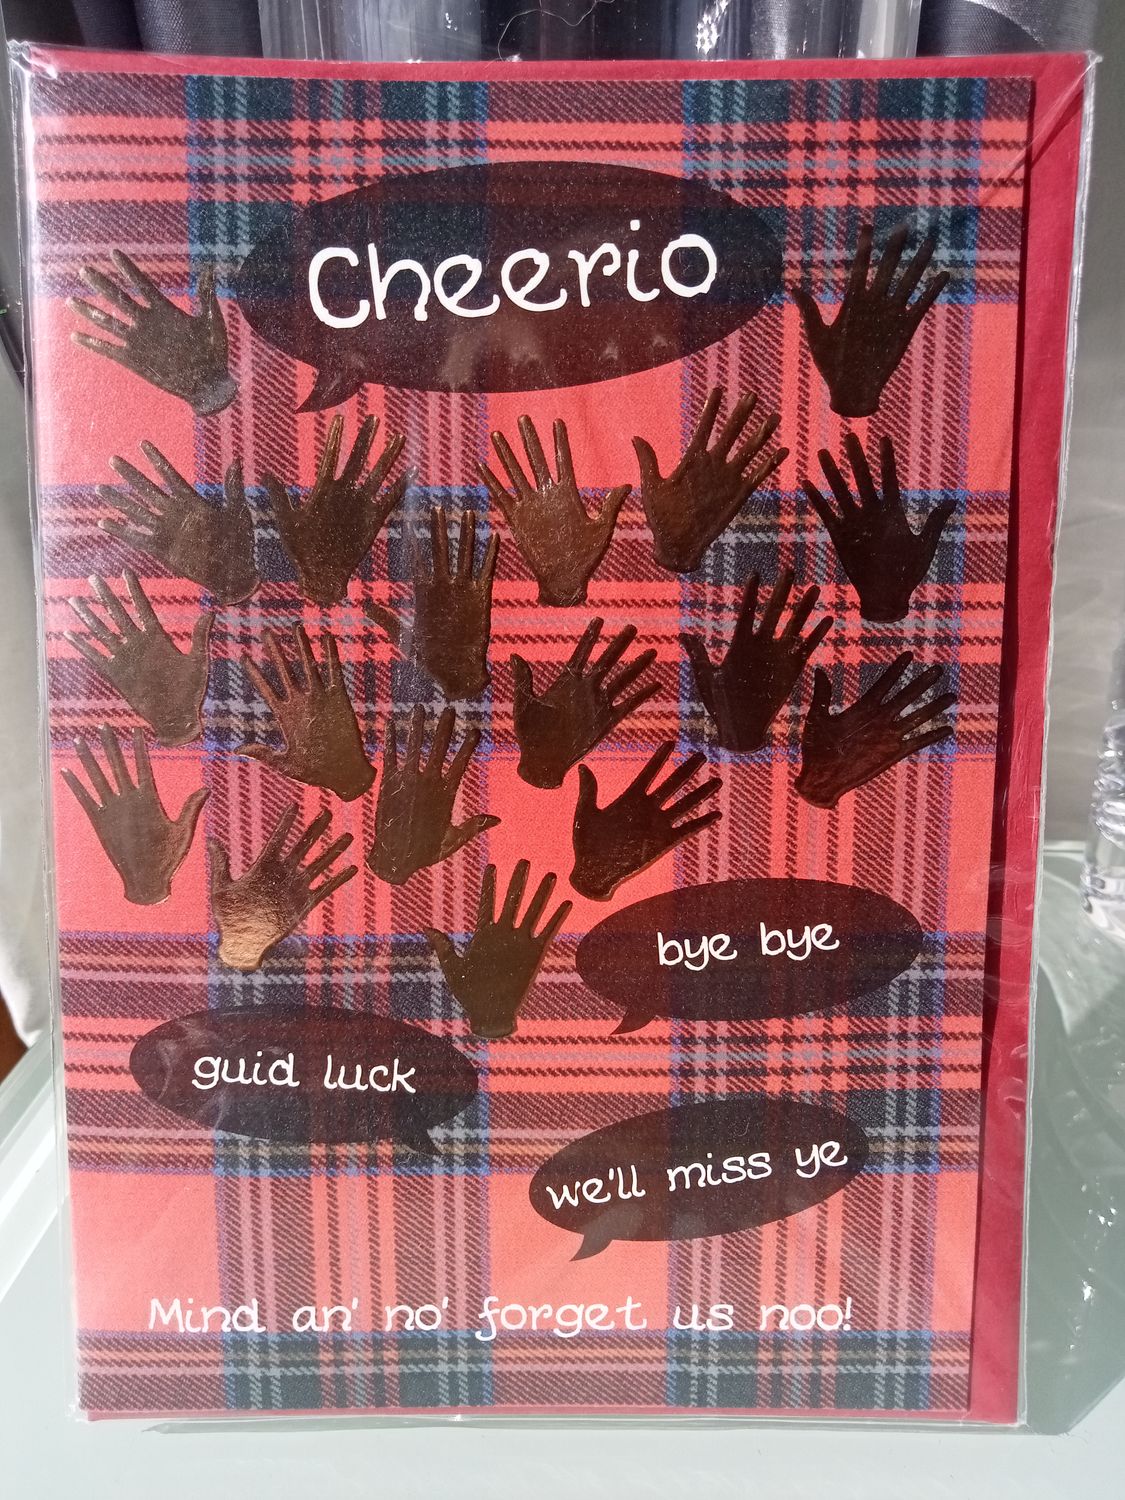 Cheerio
bye bye
guid luck
we'll miss ye
Mind an' no' forget us noo!